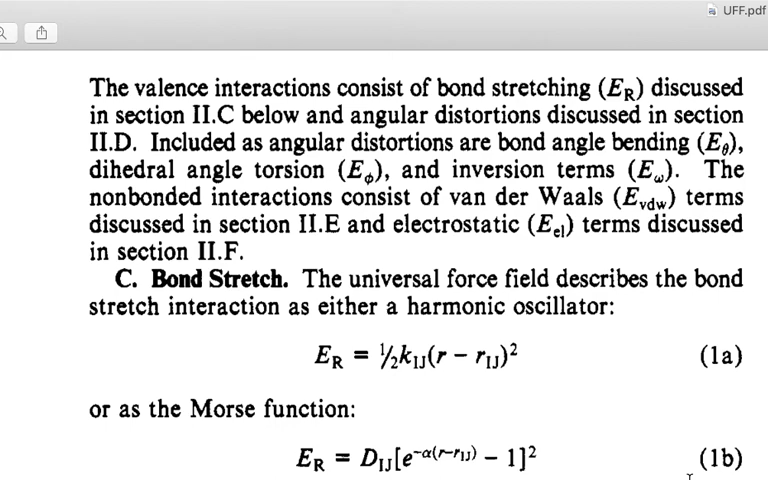 UFF.pdf
The valence interactions consist of bond stretching (E_R) discussed
in section II.C below and angular distortions discussed in section
II.D. Included as angular distortions are bond angle bending (E_θ),
dihedral angle torsion (E_φ), and inversion terms (E_ω). The
nonbonded interactions consist of van der Waals (E_vdw) terms
discussed in section II.E and electrostatic (E_el) terms discussed
in section II.F.
C. Bond Stretch. The universal force field describes the bond
stretch interaction as either a harmonic oscillator:
E_R = ½k_IJ(r − r_IJ)² (1a)
or as the Morse function:
E_R = D_IJ[e^{−α(r−r_IJ)} − 1]² (1b)